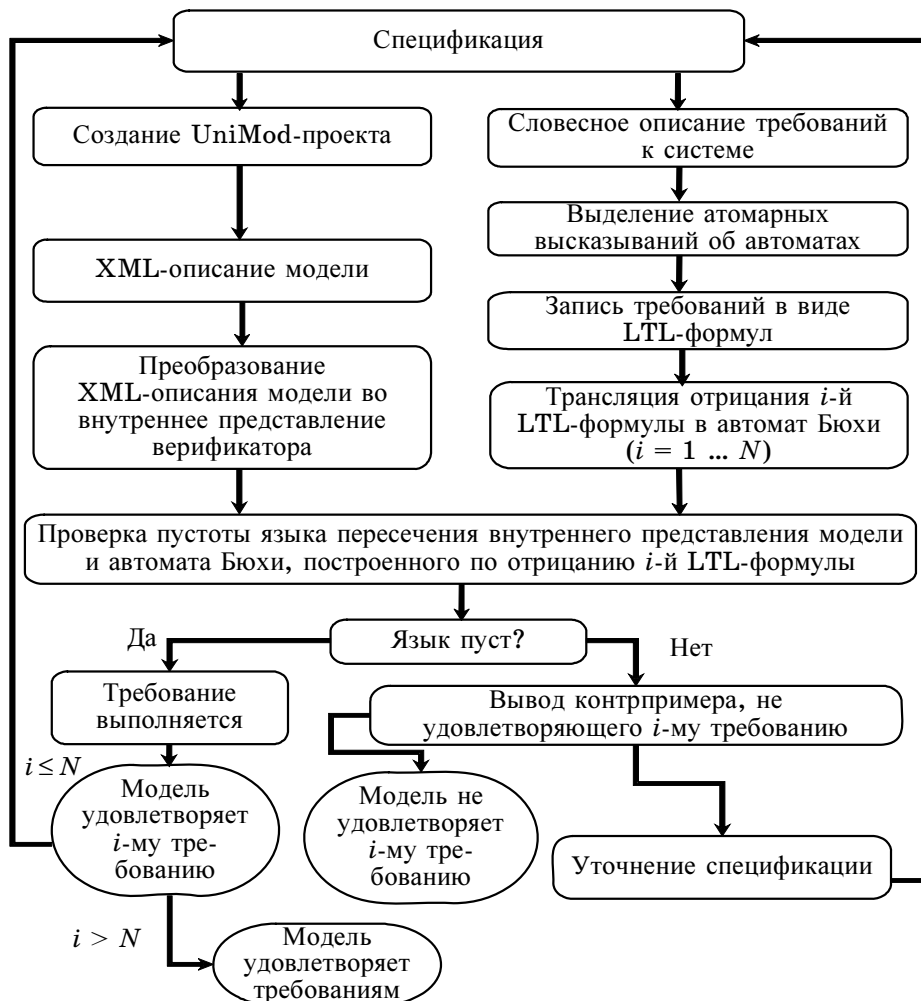 Спецификация
Создание UniMod-проекта
Словесное описание требований
к системе
Выделение атомарных
высказываний об автоматах
XML-описание модели
Запись требований в виде
LTL-формул
Преобразование
XML-описания модели во
внутреннее представление
верификатора
Трансляция отрицания i-й
LTL-формулы в автомат Бюхи
(i = 1 ... N)
Проверка пустоты языка пересечения внутреннего представления модели
и автомата Бюхи, построенного по отрицанию i-й LTL-формулы
Да
Язык пуст?
Нет
Требование
выполняется
Вывод контрпримера, не
удовлетворяющего i-му требованию
i ≤ N
Модель
удовлетворяет
i-му тре-
бованию
Модель не
удовлетворяет
i-му тре-
бованию
Уточнение спецификации
i > N
Модель
удовлетворяет
требованиям